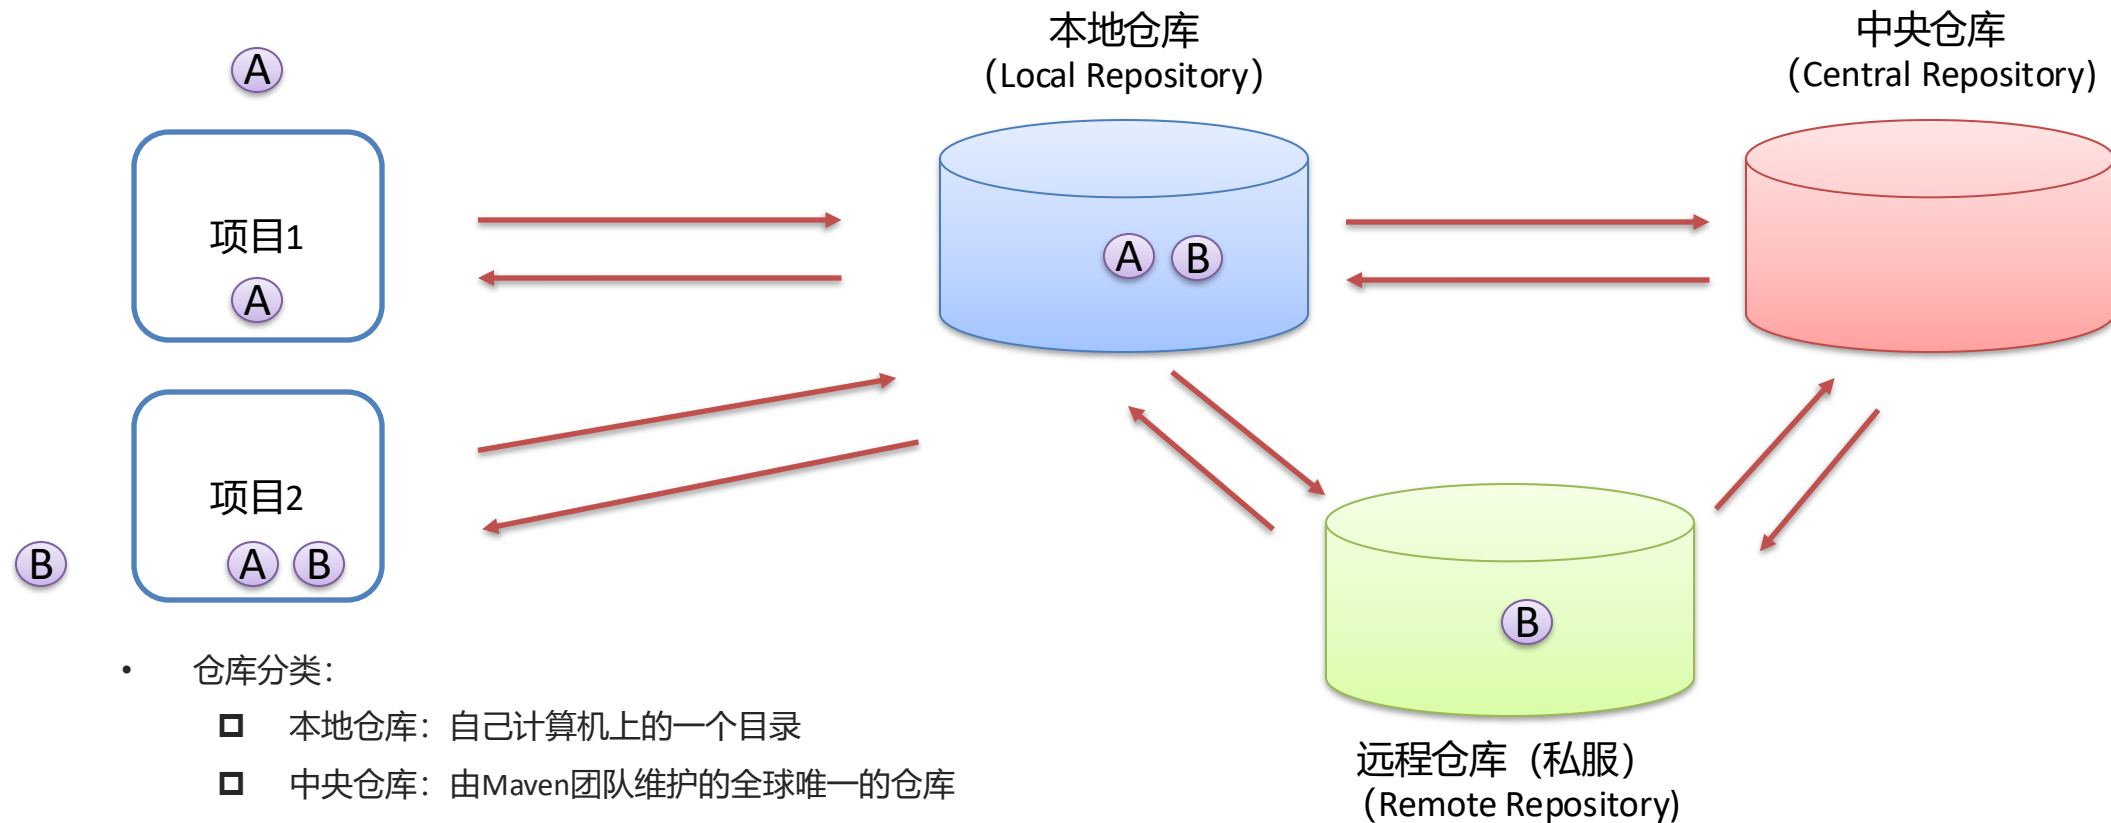 本地仓库
（Local Repository）
中央仓库
（Central Repository）
A
项目1
A
A B
项目2
B
A B
B
• 仓库分类：
本地仓库：自己计算机上的一个目录
中央仓库：由Maven团队维护的全球唯一的仓库
远程仓库（私服）
（Remote Repository)